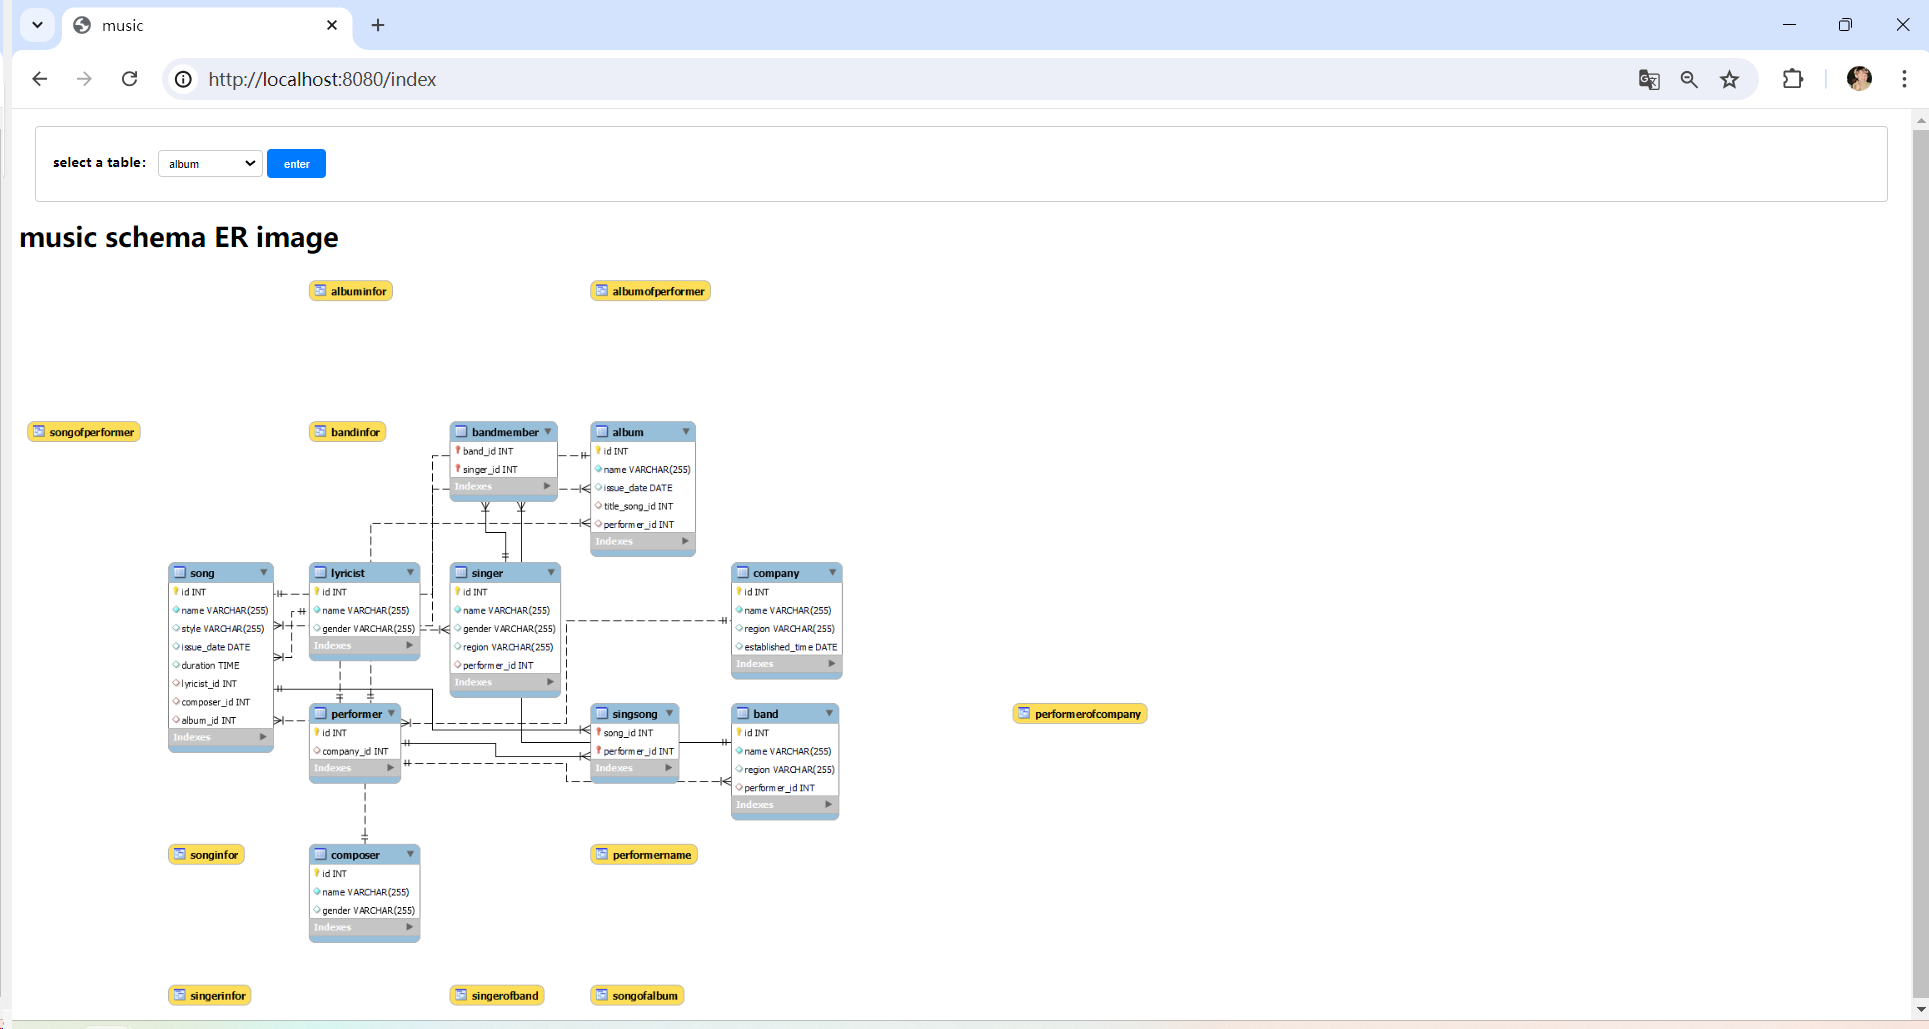 music
http://localhost:8080/index
select a table:
album
enter
music schema ER image
albuminfor
albumofperformer
songofperformer
bandinfor
bandmember
band_id INT
singer_id INT
Indexes
album
id INT
name VARCHAR(255)
issue_date DATE
title_song_id INT
performer_id INT
Indexes
song
id INT
name VARCHAR(255)
style VARCHAR(255)
issue_date DATE
duration TIME
lyricist_id INT
composer_id INT
album_id INT
Indexes
lyricist
id INT
name VARCHAR(255)
gender VARCHAR(255)
Indexes
singer
id INT
name VARCHAR(255)
gender VARCHAR(255)
region VARCHAR(255)
performer_id INT
Indexes
company
id INT
name VARCHAR(255)
region VARCHAR(255)
established_time DATE
Indexes
performer
id INT
company_id INT
Indexes
singsong
song_id INT
performer_id INT
Indexes
band
id INT
name VARCHAR(255)
region VARCHAR(255)
performer_id INT
Indexes
performerofcompany
songinfor
composer
id INT
name VARCHAR(255)
gender VARCHAR(255)
Indexes
performername
singerinfor
singerofband
songofalbum